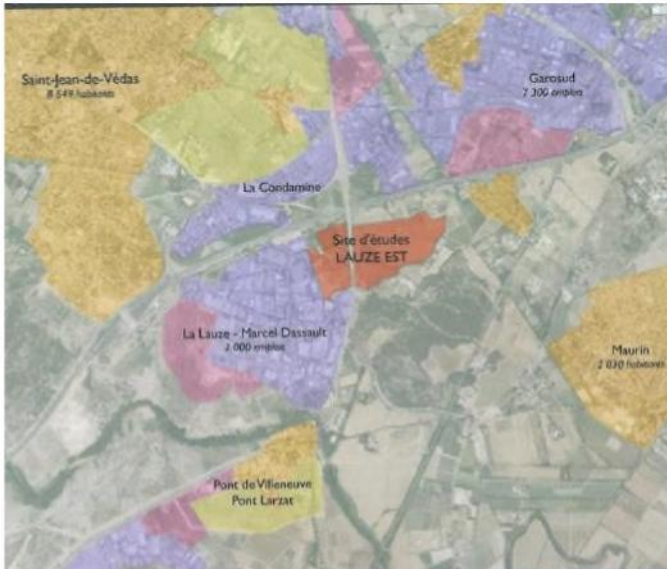 Saint-Jean-de-Védas
8 549 habitants
Garosud
7 300 emplois
La Condamine
Site d'études
LAUZE EST
La Lauze - Marcel Dassault
2 000 emplois
Maurin
2 030 habitants
Pont de Villeneuve
Pont Larzat